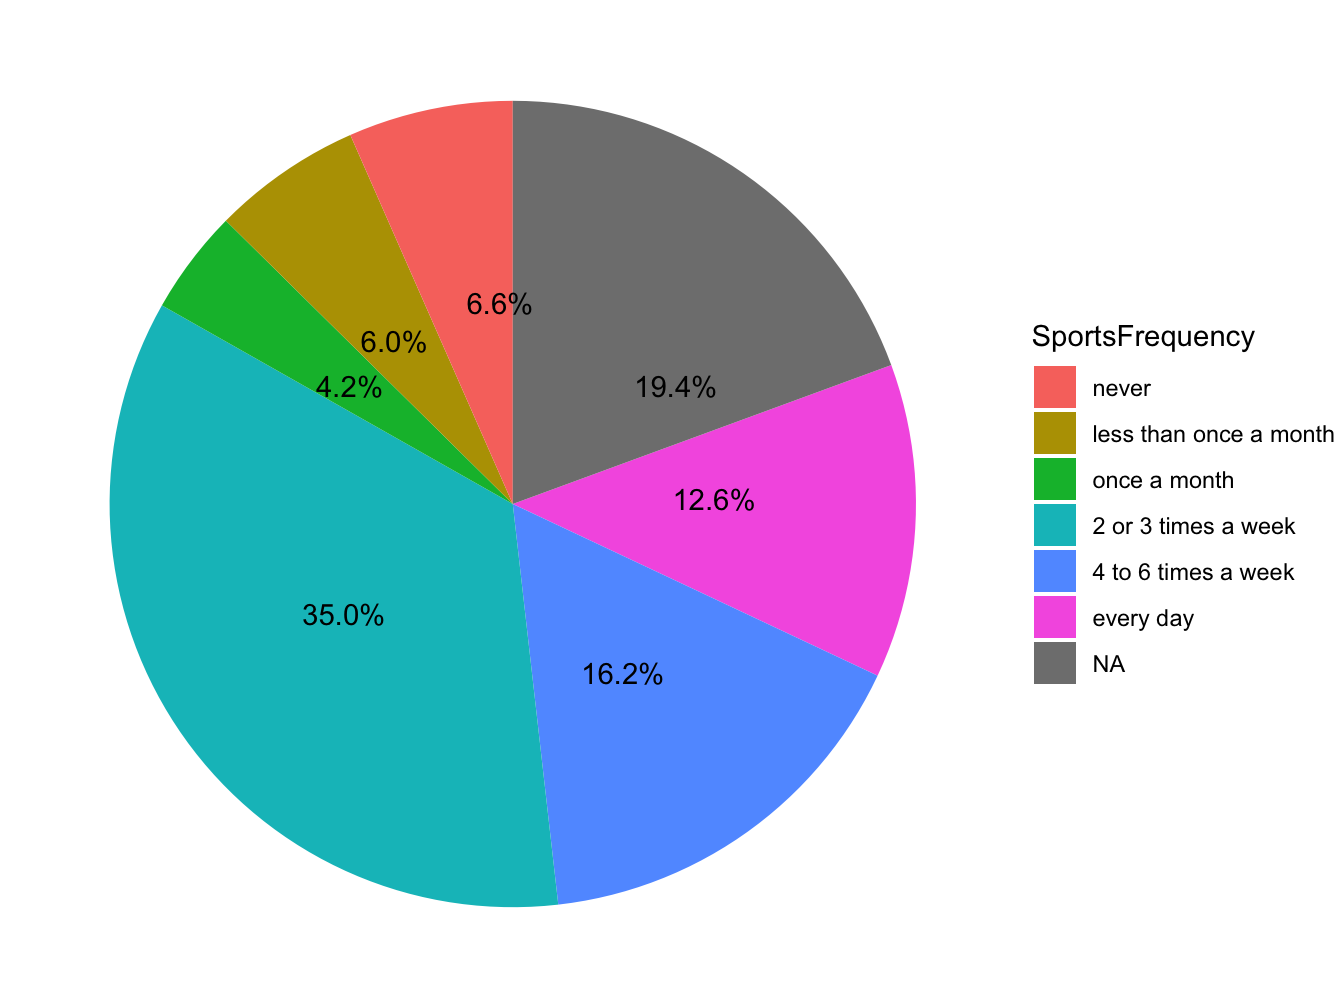 6.6%
6.0%
4.2%
19.4%
12.6%
35.0%
16.2%
SportsFrequency
never
less than once a month
once a month
2 or 3 times a week
4 to 6 times a week
every day
NA